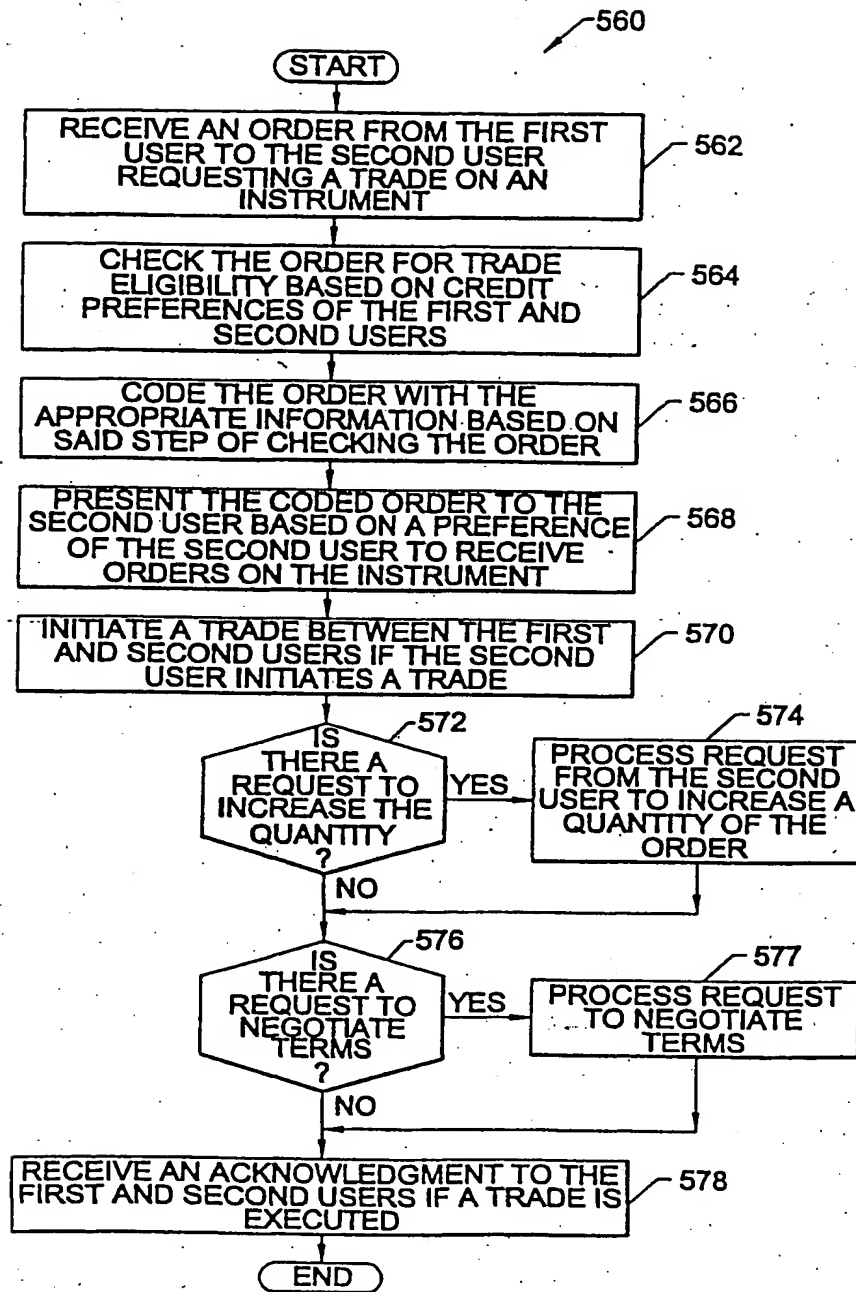 560
START
RECEIVE AN ORDER FROM THE FIRST
USER TO THE SECOND USER
REQUESTING A TRADE ON AN
INSTRUMENT
562
CHECK THE ORDER FOR TRADE
ELIGIBILITY BASED ON CREDIT
PREFERENCES OF THE FIRST AND
SECOND USERS
564
CODE THE ORDER WITH THE
APPROPRIATE INFORMATION BASED ON
SAID STEP OF CHECKING THE ORDER
566
PRESENT THE CODED ORDER TO THE
SECOND USER BASED ON A PREFERENCE
OF THE SECOND USER TO RECEIVE
ORDERS ON THE INSTRUMENT
568
INITIATE A TRADE BETWEEN THE FIRST
AND SECOND USERS IF THE SECOND
USER INITIATES A TRADE
570
572
IS
THERE A
REQUEST TO
INCREASE THE
QUANTITY
?
YES
NO
574
PROCESS REQUEST
FROM THE SECOND
USER TO INCREASE A
QUANTITY OF THE
ORDER
576
IS
THERE A
REQUEST TO
NEGOTIATE
TERMS
?
YES
NO
577
PROCESS REQUEST
TO NEGOTIATE
TERMS
RECEIVE AN ACKNOWLEDGMENT TO THE
FIRST AND SECOND USERS IF A TRADE IS
EXECUTED
578
END